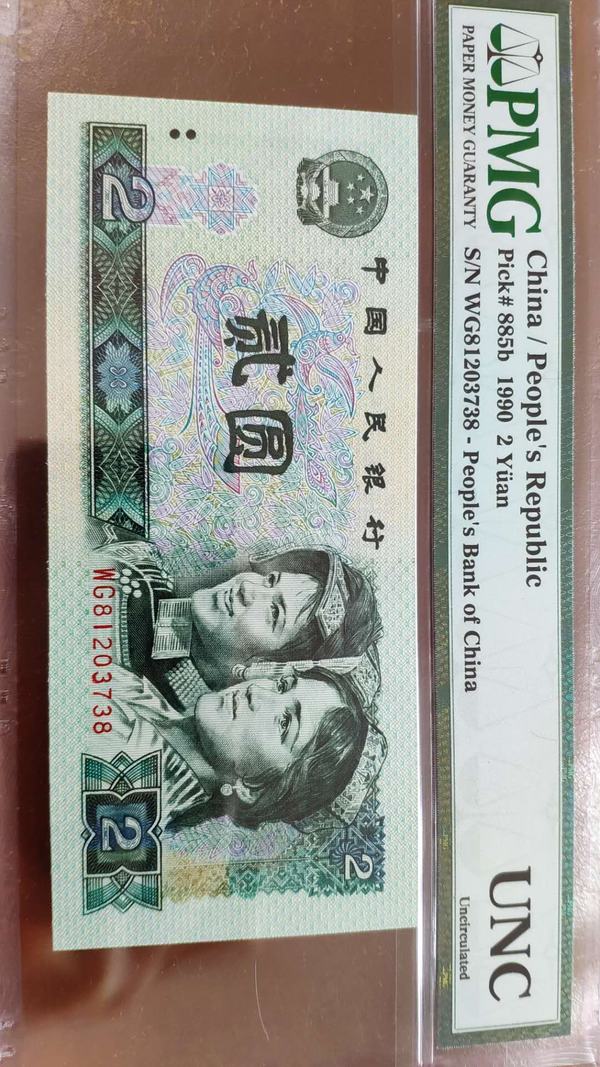 PMG
PAPER MONEY GUARANTY
China / People's Republic
Pick# 885b 1990 2 Yüan
S/N WG81203738 - People's Bank of China
UNC
Uncirculated
中国人民银行
贰圆
2
WG81203738
2
2